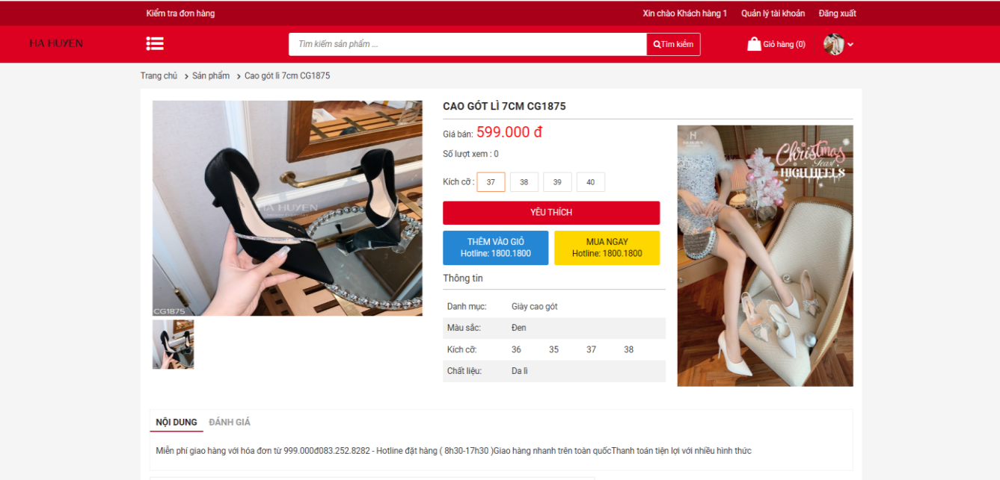 Kiểm tra đơn hàng
Xin chào Khách hàng 1 Quản lý tài khoản Đăng xuất
HA HUYEN
Tìm kiếm sản phẩm ...
Tìm kiếm
Giỏ hàng (0)
Trang chủ > Sản phẩm > Cao gót lì 7cm CG1875
CAO GÓT LÌ 7CM CG1875
Giá bán: 599.000 đ
Số lượt xem : 0
Kích cỡ : 37 38 39 40
YÊU THÍCH
THÊM VÀO GIỎ
Hotline: 1800.1800
MUA NGAY
Hotline: 1800.1800
Thông tin
Danh mục: Giày cao gót
Màu sắc: Đen
Kích cỡ: 36 35 37 38
Chất liệu: Da lì
HA HUYEN
CG1875
H
Christmas
Feast
HIGH HEELS
NỘI DUNG ĐÁNH GIÁ
Miễn phí giao hàng với hóa đơn từ 999.000đ083.252.8282 - Hotline đặt hàng ( 8h30-17h30 )Giao hàng nhanh trên toàn quốcThanh toán tiện lợi với nhiều hình thức